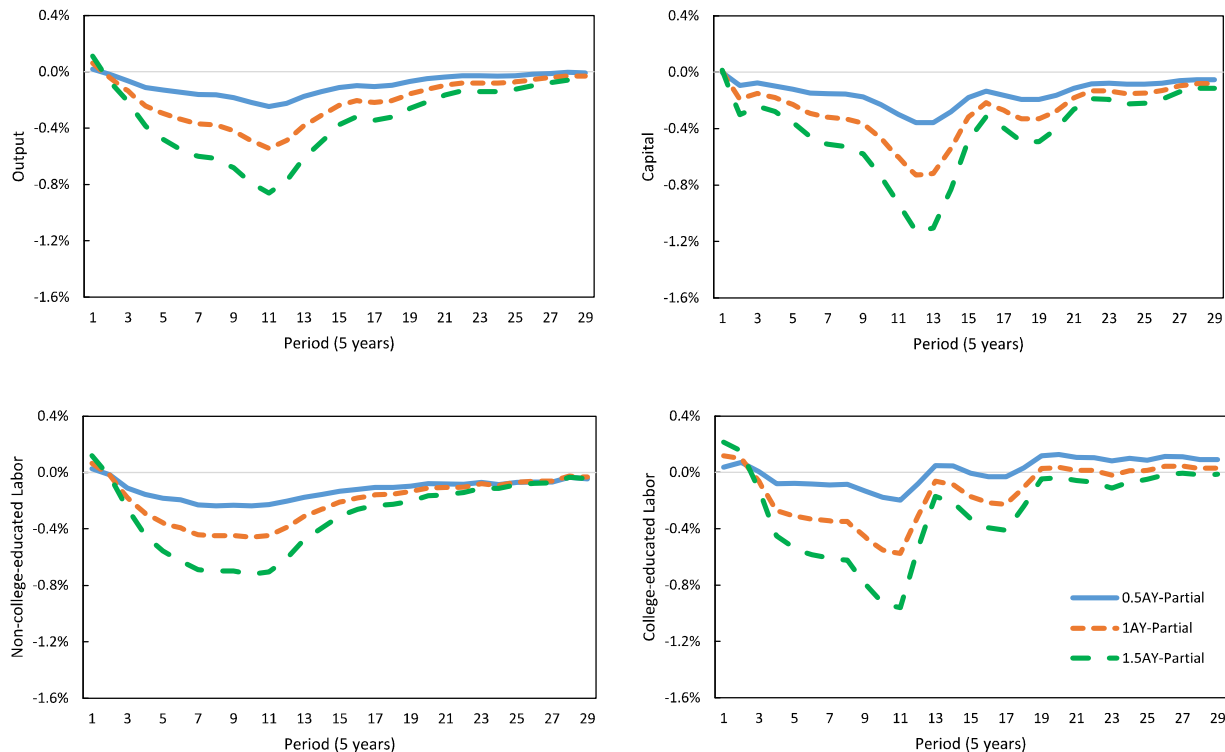 0.4%
0.0%
-0.4%
-0.8%
-1.2%
-1.6%
Output
1 3 5 7 9 11 13 15 17 19 21 23 25 27 29
Period (5 years)
0.4%
0.0%
-0.4%
-0.8%
-1.2%
-1.6%
Capital
1 3 5 7 9 11 13 15 17 19 21 23 25 27 29
Period (5 years)
0.4%
0.0%
-0.4%
-0.8%
-1.2%
-1.6%
Non-college-educated Labor
1 3 5 7 9 11 13 15 17 19 21 23 25 27 29
Period (5 years)
0.4%
0.0%
-0.4%
-0.8%
-1.2%
-1.6%
College-educated Labor
0.5AY-Partial
1AY-Partial
1.5AY-Partial
1 3 5 7 9 11 13 15 17 19 21 23 25 27 29
Period (5 years)